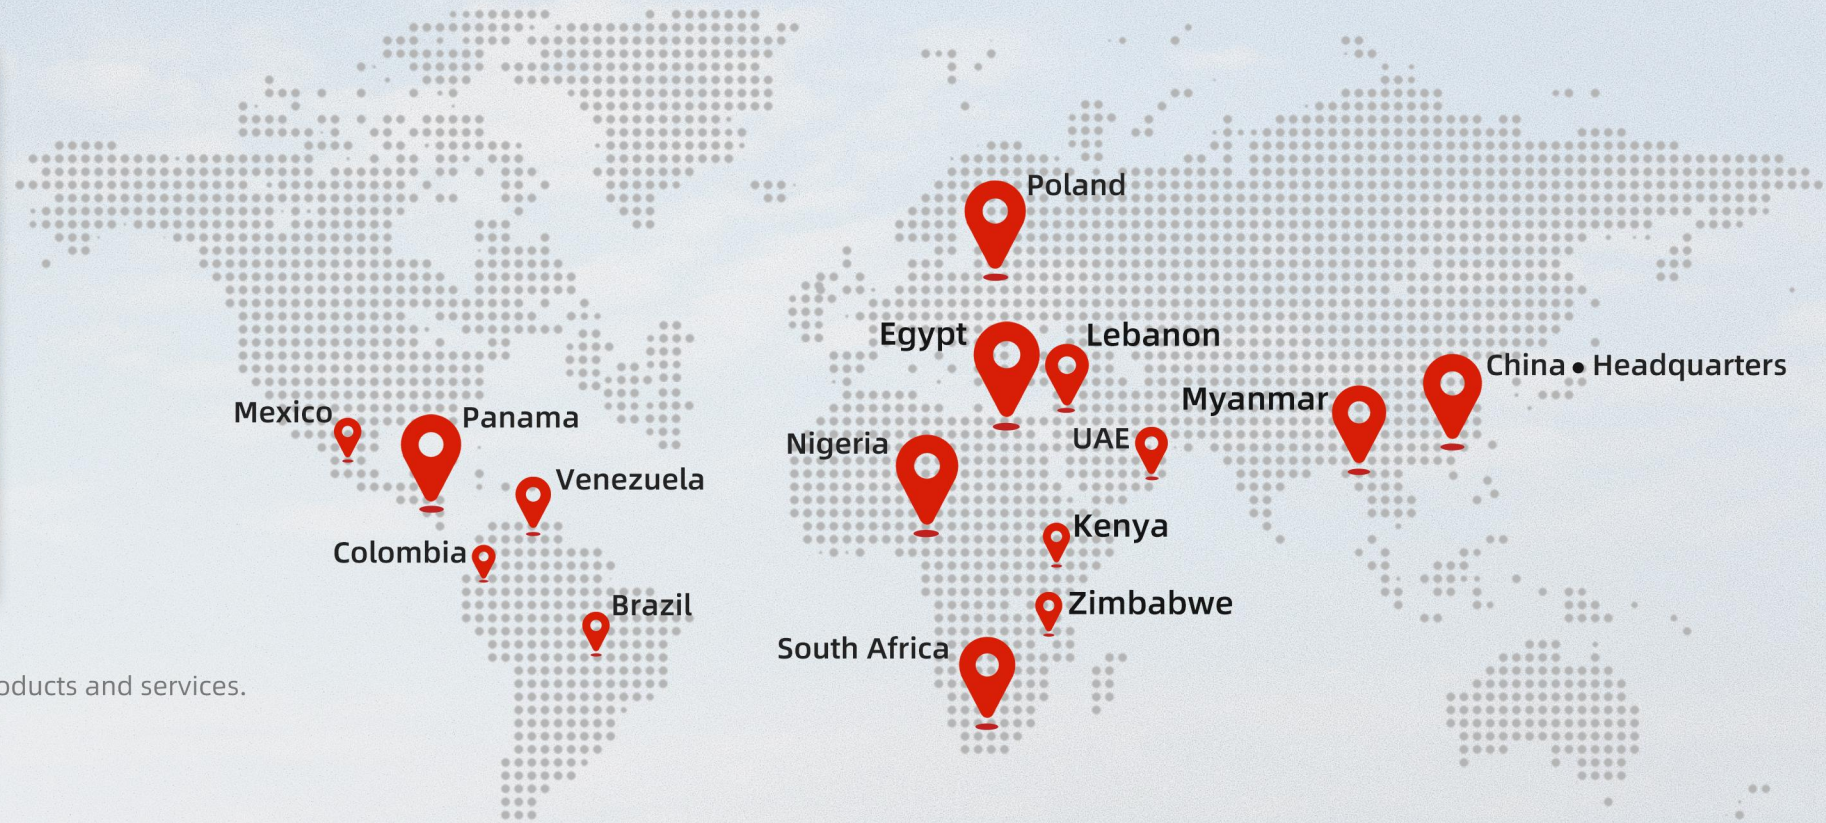 Poland
Egypt
Lebanon
China • Headquarters
Myanmar
Mexico
Panama
UAE
Nigeria
Venezuela
Kenya
Colombia
Zimbabwe
Brazil
South Africa
and services.